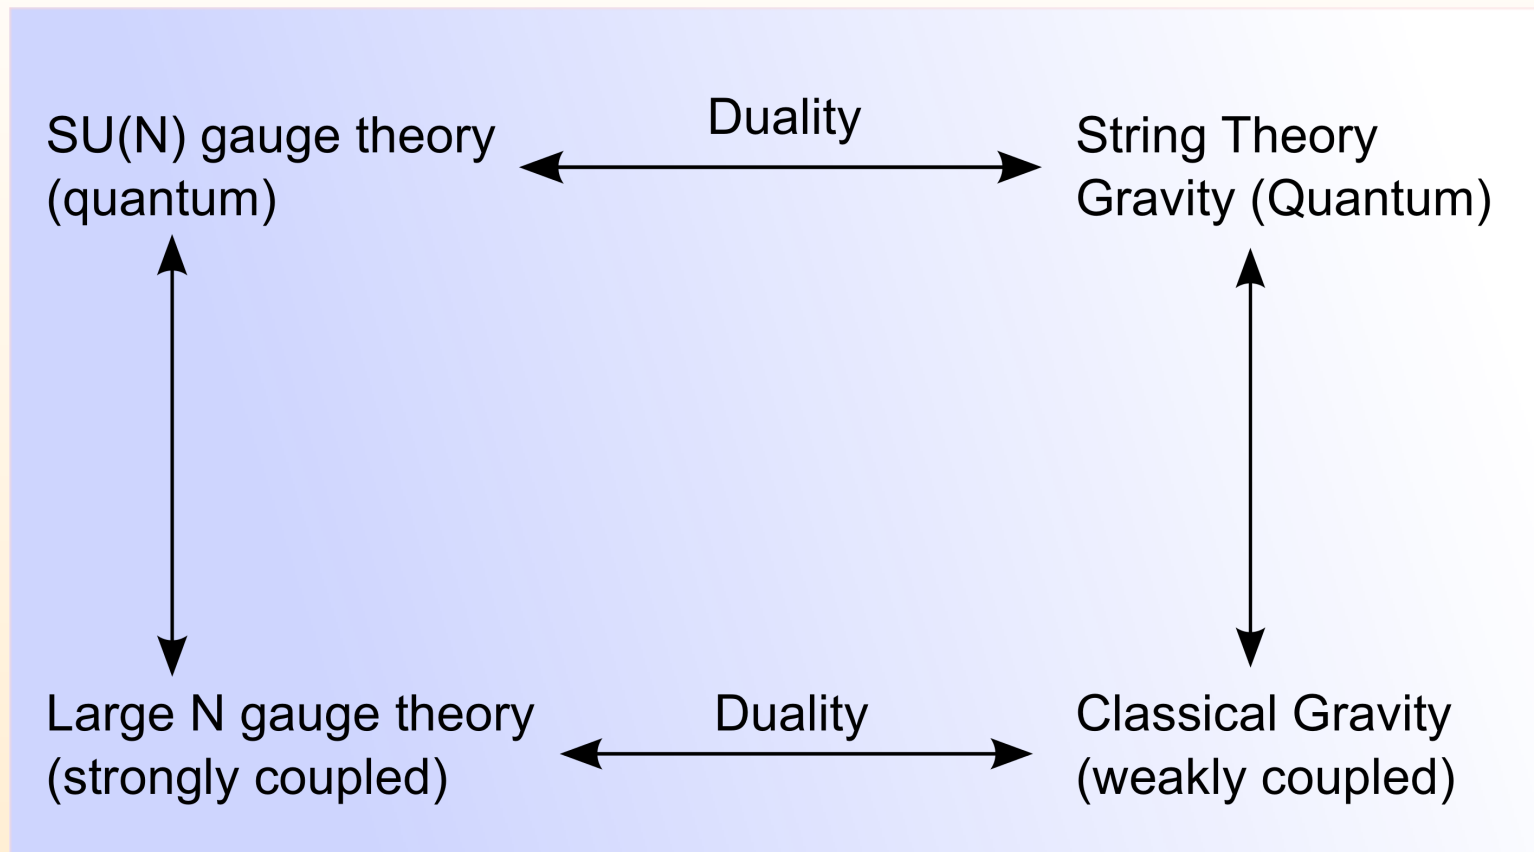 SU(N) gauge theory
(quantum)
Duality
String Theory
Gravity (Quantum)
Large N gauge theory
(strongly coupled)
Duality
Classical Gravity
(weakly coupled)